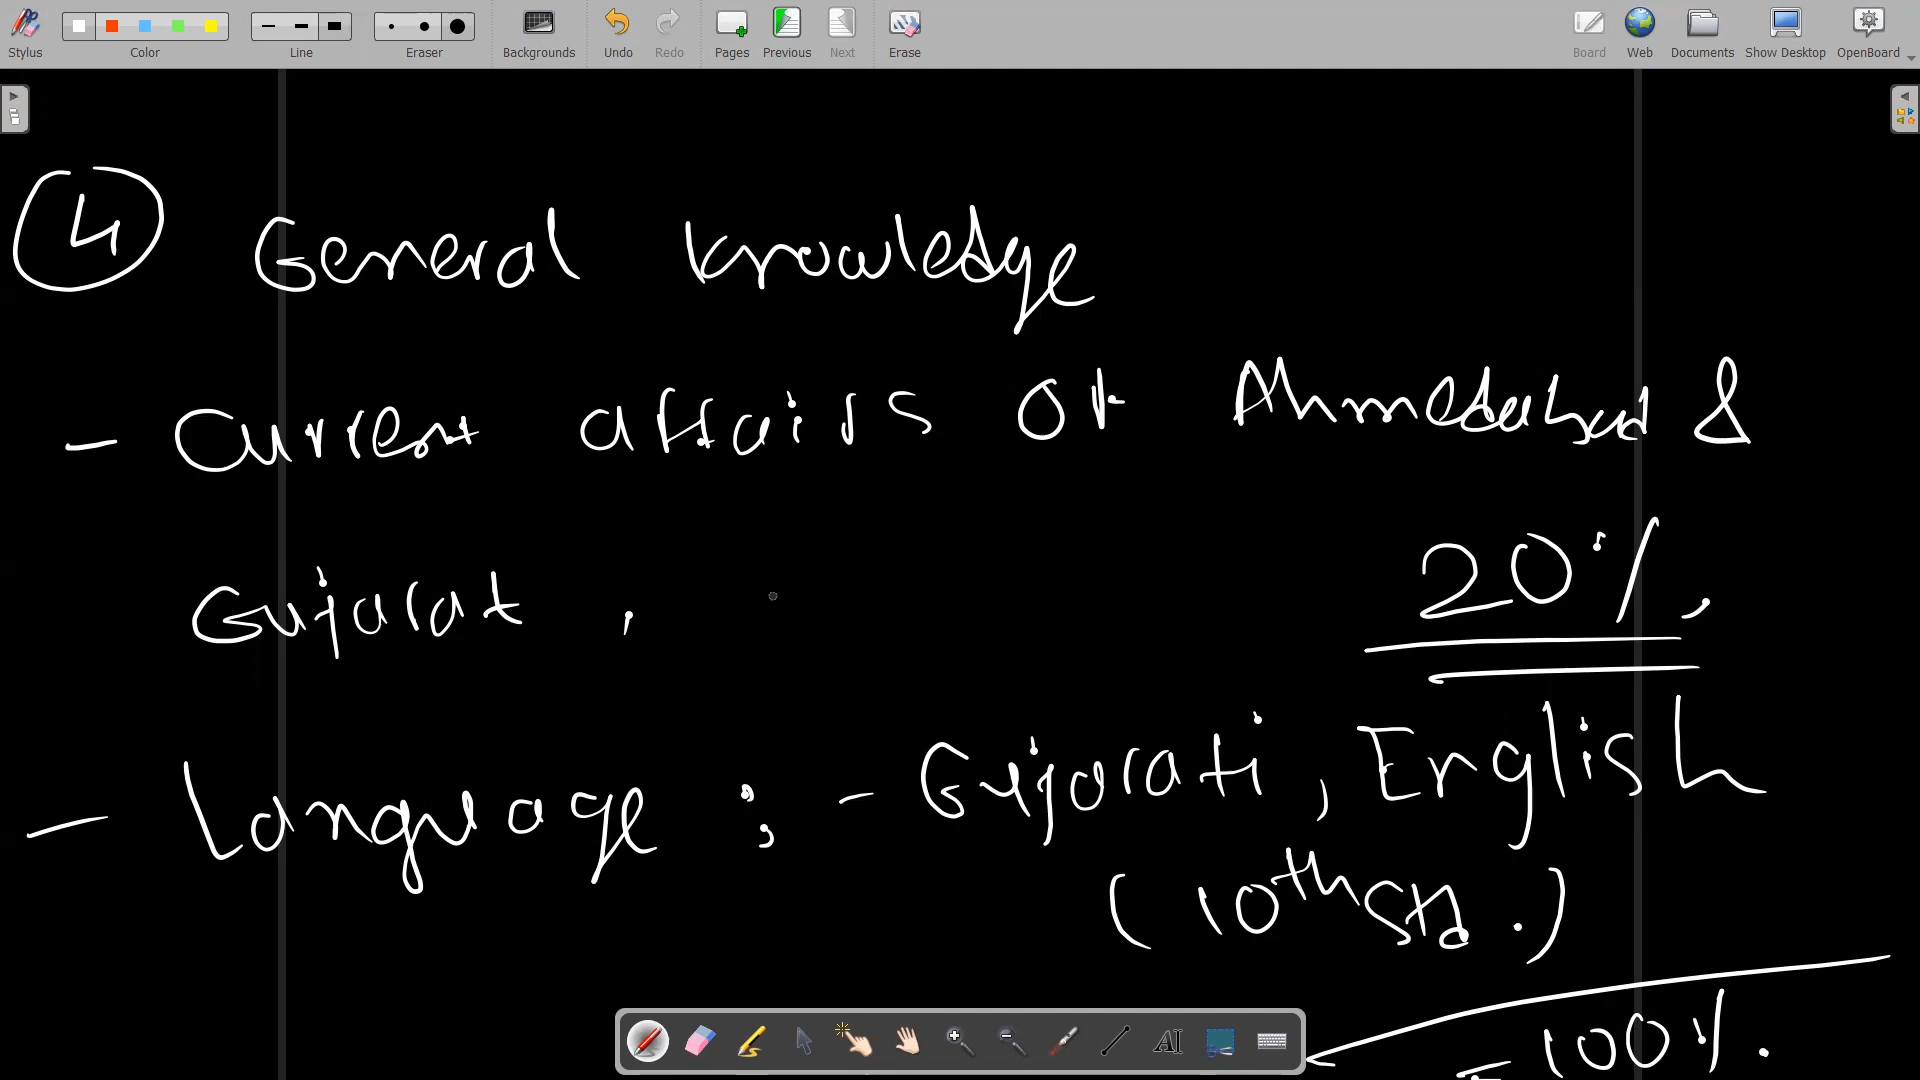 Stylus Color Line Eraser Backgrounds Undo Redo Pages Previous Next Erase Board Web Documents Show Desktop OpenBoard
4 General knowledge
- Current affairs of Ahmedabad &
Gujarat,
20%,
- Language :- Gujarati, English
(10th Std.)
= 100%.